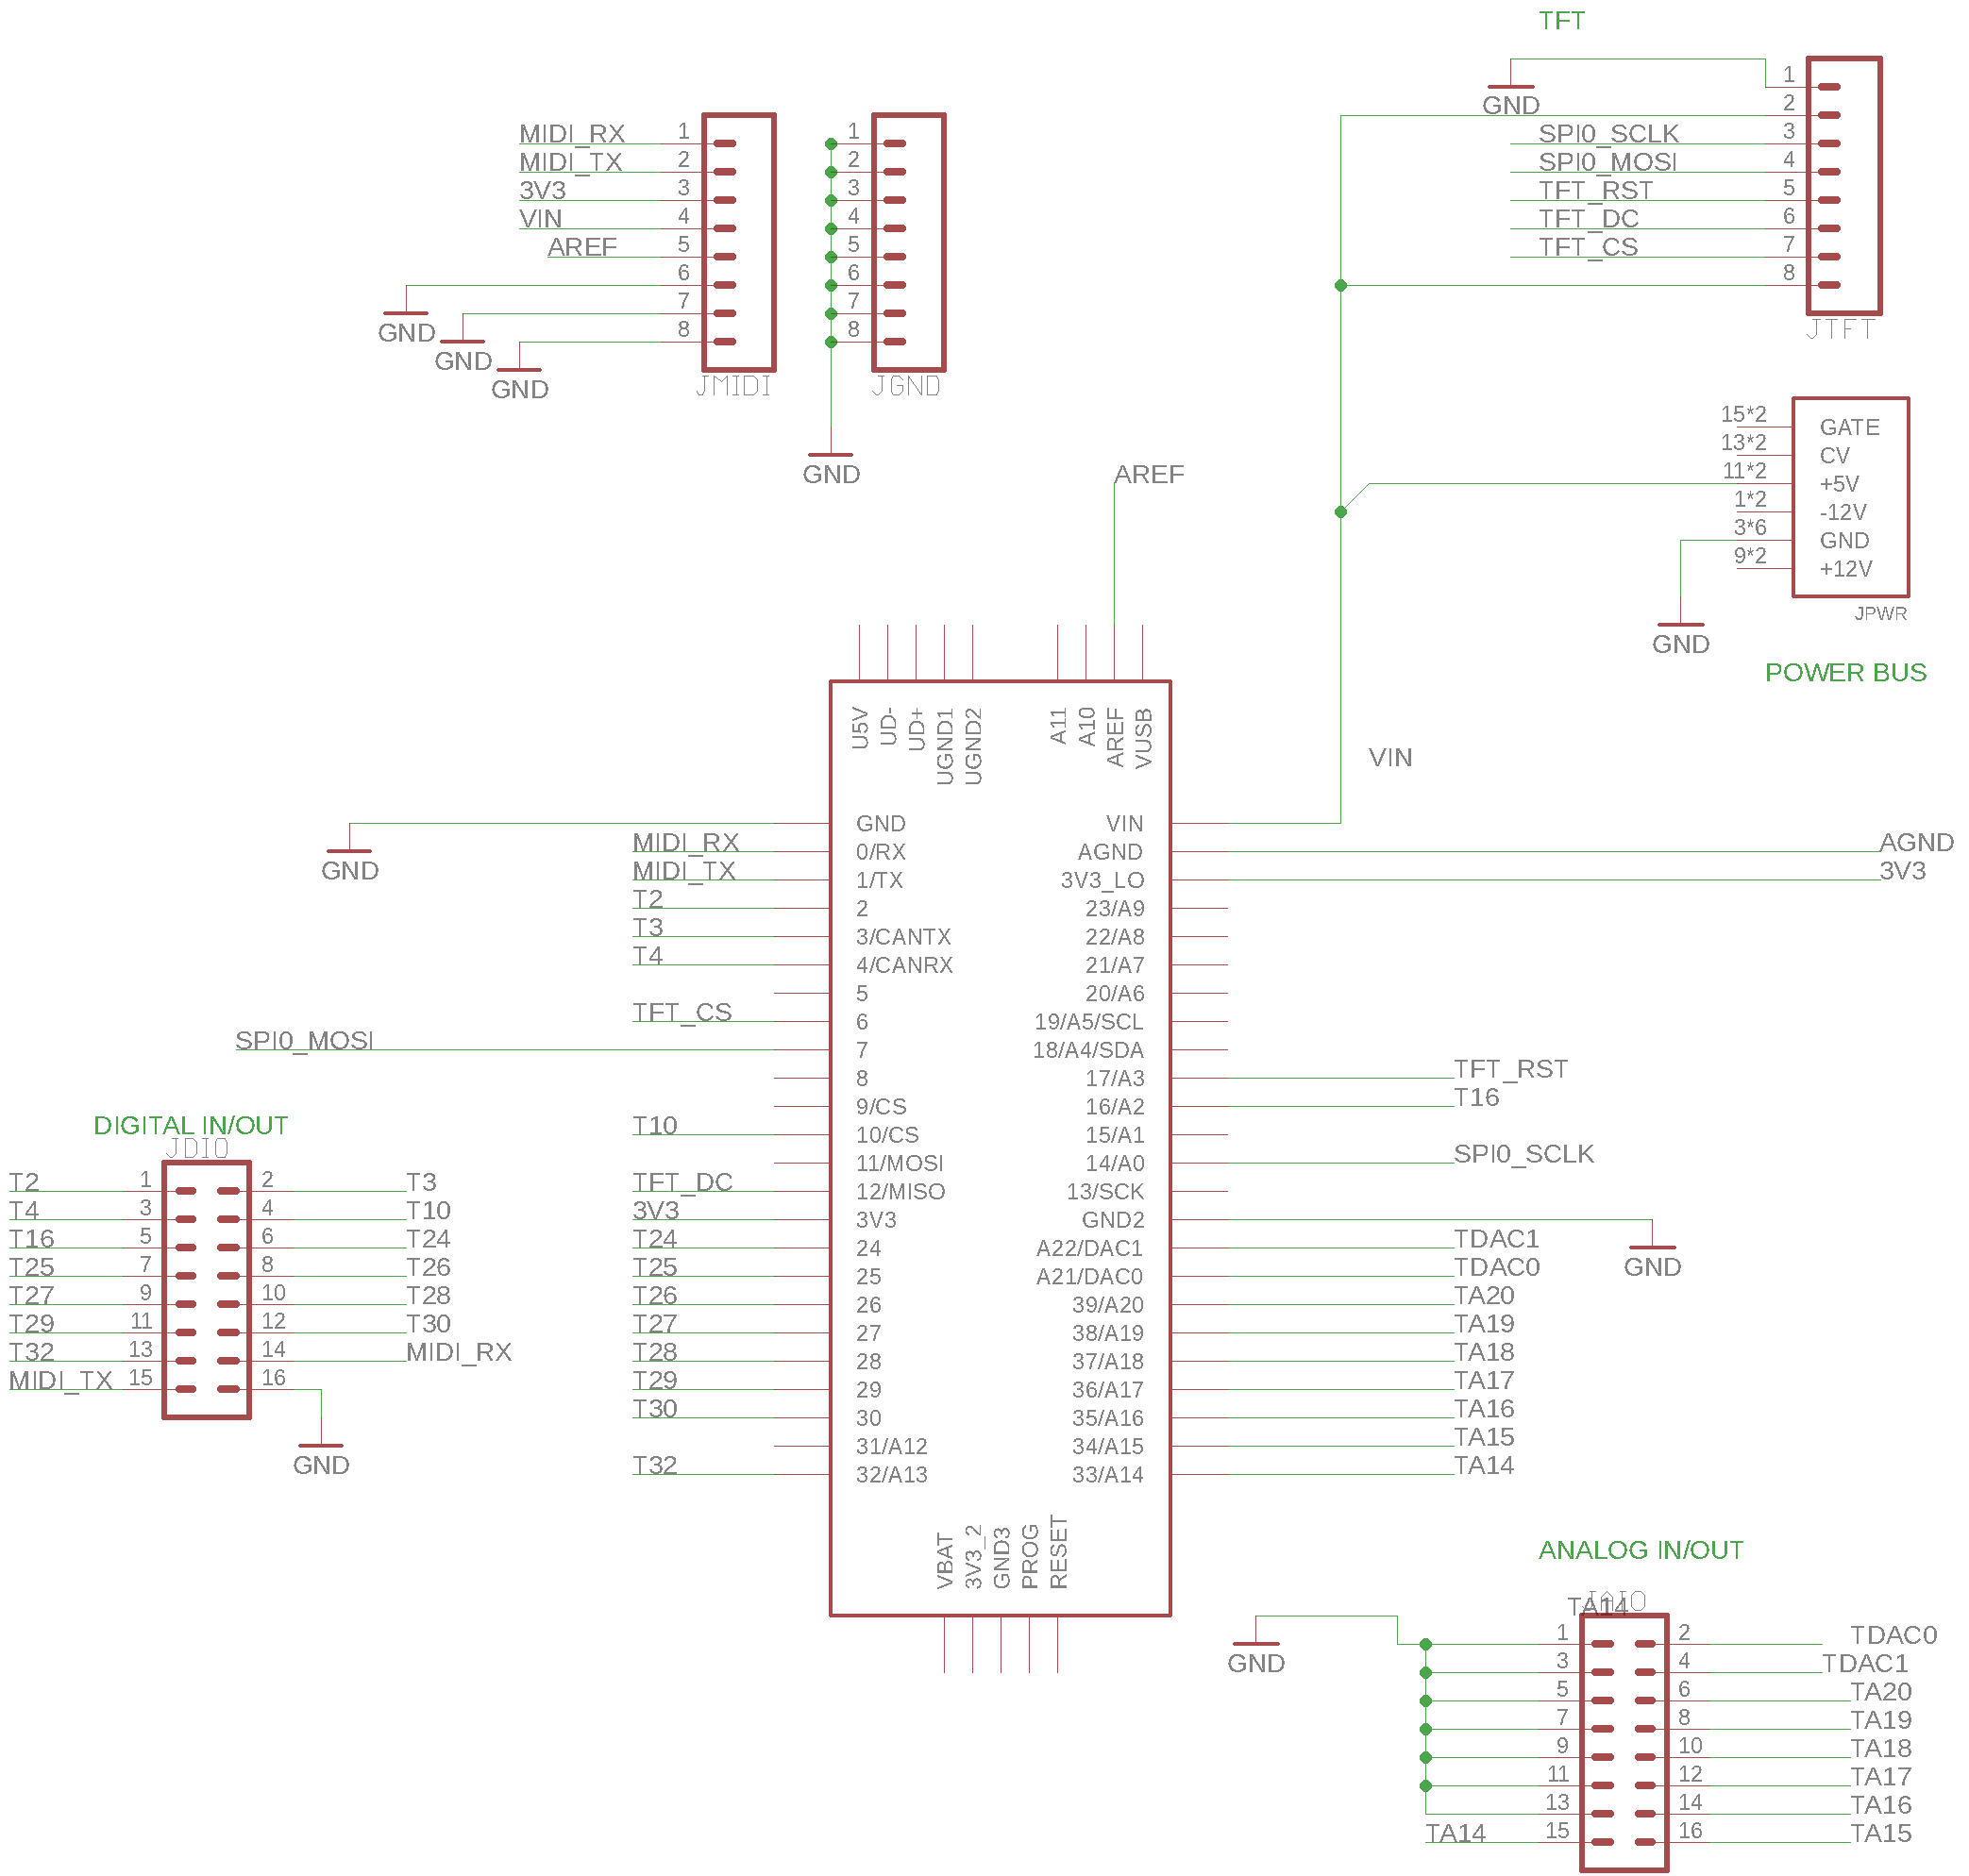 TFT
1
GND
2
SPI0_SCLK 3
SPI0_MOSI 4
TFT_RST 5
TFT_DC 6
TFT_CS 7
8
JTFT
MIDI_RX 1
MIDI_TX 2
3V3 3
VIN 4
AREF 5
6
7
8
GND
GND
GND
JMIDI
1
2
3
4
5
6
7
8
JGND
GND
15*2 GATE
13*2 CV
11*2 +5V
1*2 -12V
3*6 GND
9*2 +12V
JPWR
GND
POWER BUS
AREF
VIN
U5V
UD-
UD+
UGND1
UGND2
A11
A10
AREF
VUSB
GND VIN
GND
MIDI_RX 0/RX AGND AGND
MIDI_TX 1/TX 3V3_LO 3V3
T2 2 23/A9
T3 3/CANTX 22/A8
T4 4/CANRX 21/A7
5 20/A6
TFT_CS 6 19/A5/SCL
SPI0_MOSI 7 18/A4/SDA
8 17/A3 TFT_RST
9/CS 16/A2 T16
T10 10/CS 15/A1
11/MOSI 14/A0 SPI0_SCLK
TFT_DC 12/MISO 13/SCK
3V3 3V3 GND2
GND
T24 24 A22/DAC1 TDAC1
T25 25 A21/DAC0 TDAC0
T26 26 39/A20 TA20
T27 27 38/A19 TA19
T28 28 37/A18 TA18
T29 29 36/A17 TA17
T30 30 35/A16 TA16
31/A12 34/A15 TA15
T32 32/A13 33/A14 TA14
VBAT
3V3_2
GND3
PROG
RESET
DIGITAL IN/OUT
JDIO
T2 1 2 T3
T4 3 4 T10
T16 5 6 T24
T25 7 8 T26
T27 9 10 T28
T29 11 12 T30
T32 13 14 MIDI_RX
MIDI_TX 15 16
GND
ANALOG IN/OUT
JAIO
TA14
GND
1 2 TDAC0
3 4 TDAC1
5 6 TA20
7 8 TA19
9 10 TA18
11 12 TA17
13 14 TA16
TA14 15 16 TA15